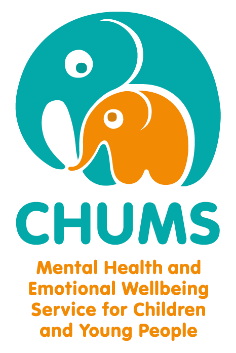 CHUMS
Mental Health and
Emotional Wellbeing
Service for Children
and Young People